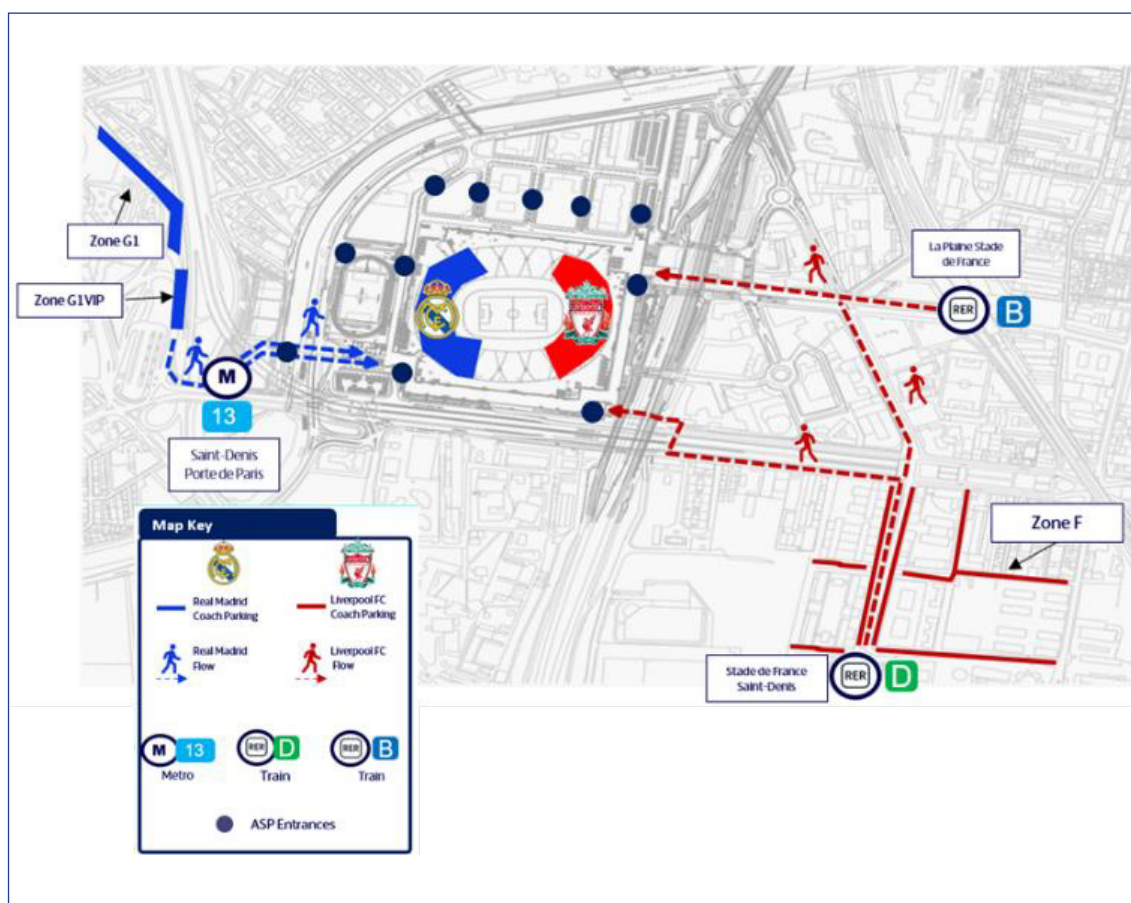 Zone G1
Zone G1VIP
M
13
Saint-Denis
Porte de Paris
La Plaine Stade
de France
RER
B
Zone F
Stade de France
Saint-Denis
RER
D
Map Key
Real Madrid
Coach Parking
Liverpool FC
Coach Parking
Real Madrid
Flow
Liverpool FC
Flow
M
13
Metro
RER
D
Train
RER
B
Train
ASP Entrances